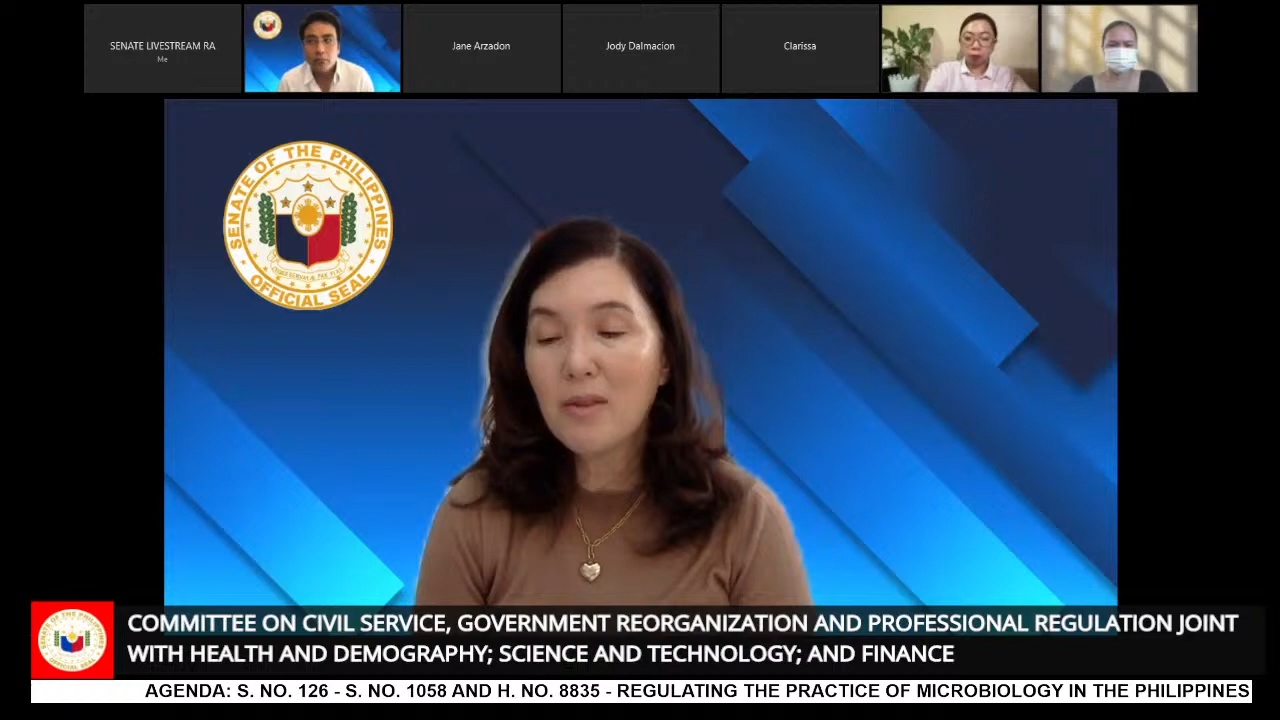 SENATE LIVESTREAM RA
Me
Jane Arzadon
Jody Dalmacion
Clarissa
SENATE OF THE PHILIPPINES
OFFICIAL SEAL
COMMITTEE ON CIVIL SERVICE, GOVERNMENT REORGANIZATION AND PROFESSIONAL REGULATION JOINT
WITH HEALTH AND DEMOGRAPHY; SCIENCE AND TECHNOLOGY; AND FINANCE
AGENDA: S. NO. 126 - S. NO. 1058 AND H. NO. 8835 - REGULATING THE PRACTICE OF MICROBIOLOGY IN THE PHILIPPINES